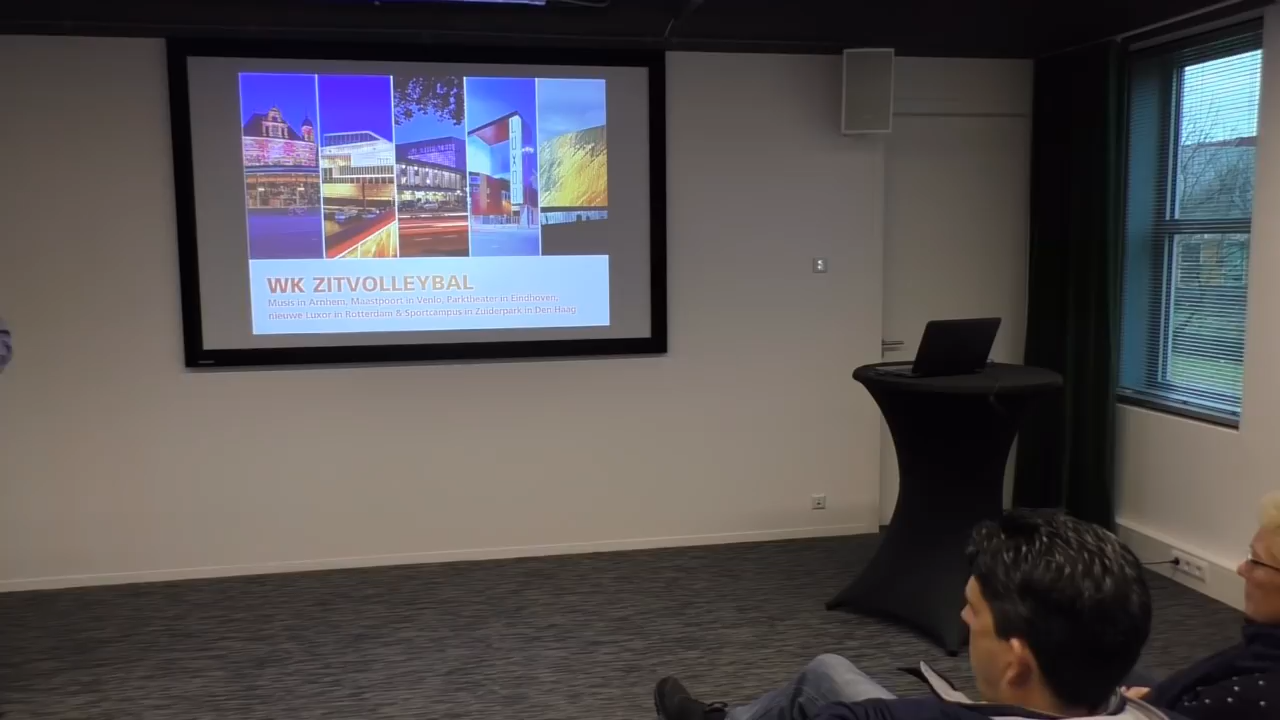 LUXOR
WK ZITVOLLEYBAL
Musis in Arnhem, Maastpoort in Venlo, Parktheater in Eindhoven,
nieuwe Luxor in Rotterdam & Sportcampus in Zuiderpark in Den Haag